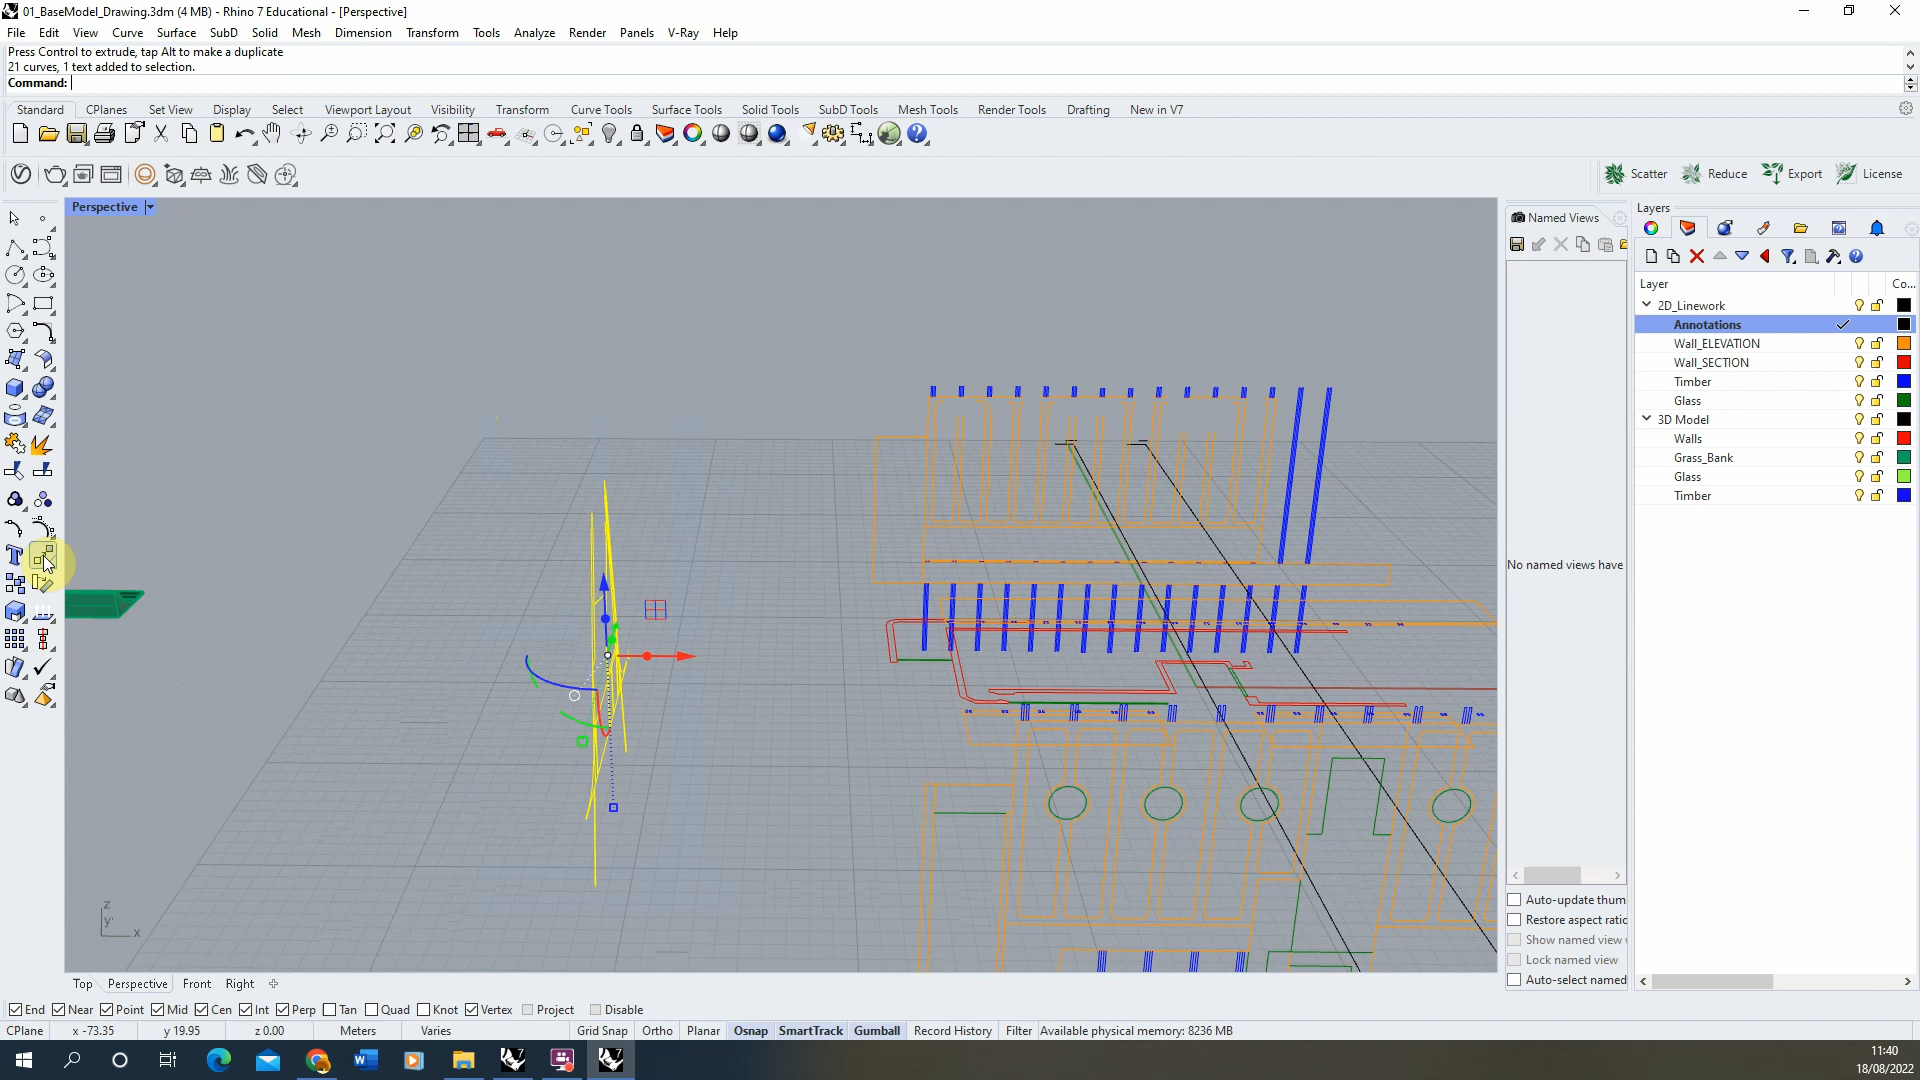 01_BaseModel_Drawing.3dm (4 MB) - Rhino 7 Educational - [Perspective]
File Edit View Curve Surface SubD Solid Mesh Dimension Transform Tools Analyze Render Panels V-Ray Help
Press Control to extrude, tap Alt to make a duplicate
21 curves, 1 text added to selection.
Command:
Standard CPlanes Set View Display Select Viewport Layout Visibility Transform Curve Tools Surface Tools Solid Tools SubD Tools Mesh Tools Render Tools Drafting New in V7
Scatter Reduce Export License
Perspective
Named Views
No named views have
Auto-update thum
Restore aspect ratio
Show named view
Lock named view
Auto-select named
Layers
Layer Co...
2D_Linework
Annotations
Wall_ELEVATION
Wall_SECTION
Timber
Glass
3D Model
Walls
Grass_Bank
Glass
Timber
z
y
x
Top Perspective Front Right
End Near Point Mid Cen Int Perp Tan Quad Knot Vertex Project Disable
CPlane x -73.35 y 19.95 z 0.00 Meters Varies Grid Snap Ortho Planar Osnap SmartTrack Gumball Record History Filter Available physical memory: 8236 MB
11:40
18/08/2022